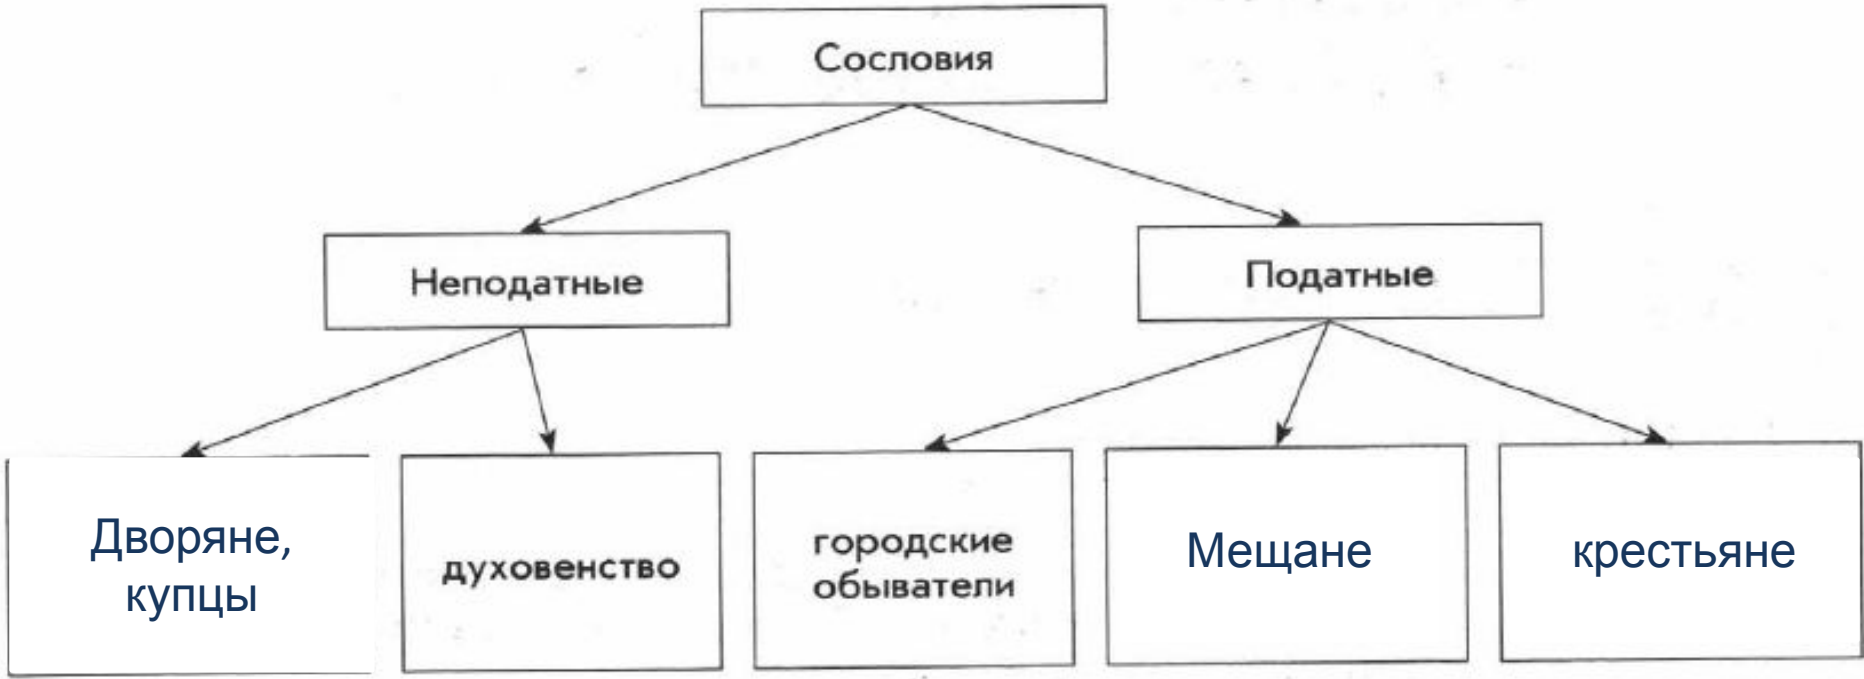 Сословия
Неподатные
Податные
Дворяне,
купцы
духовенство
городские
обыватели
Мещане
крестьяне